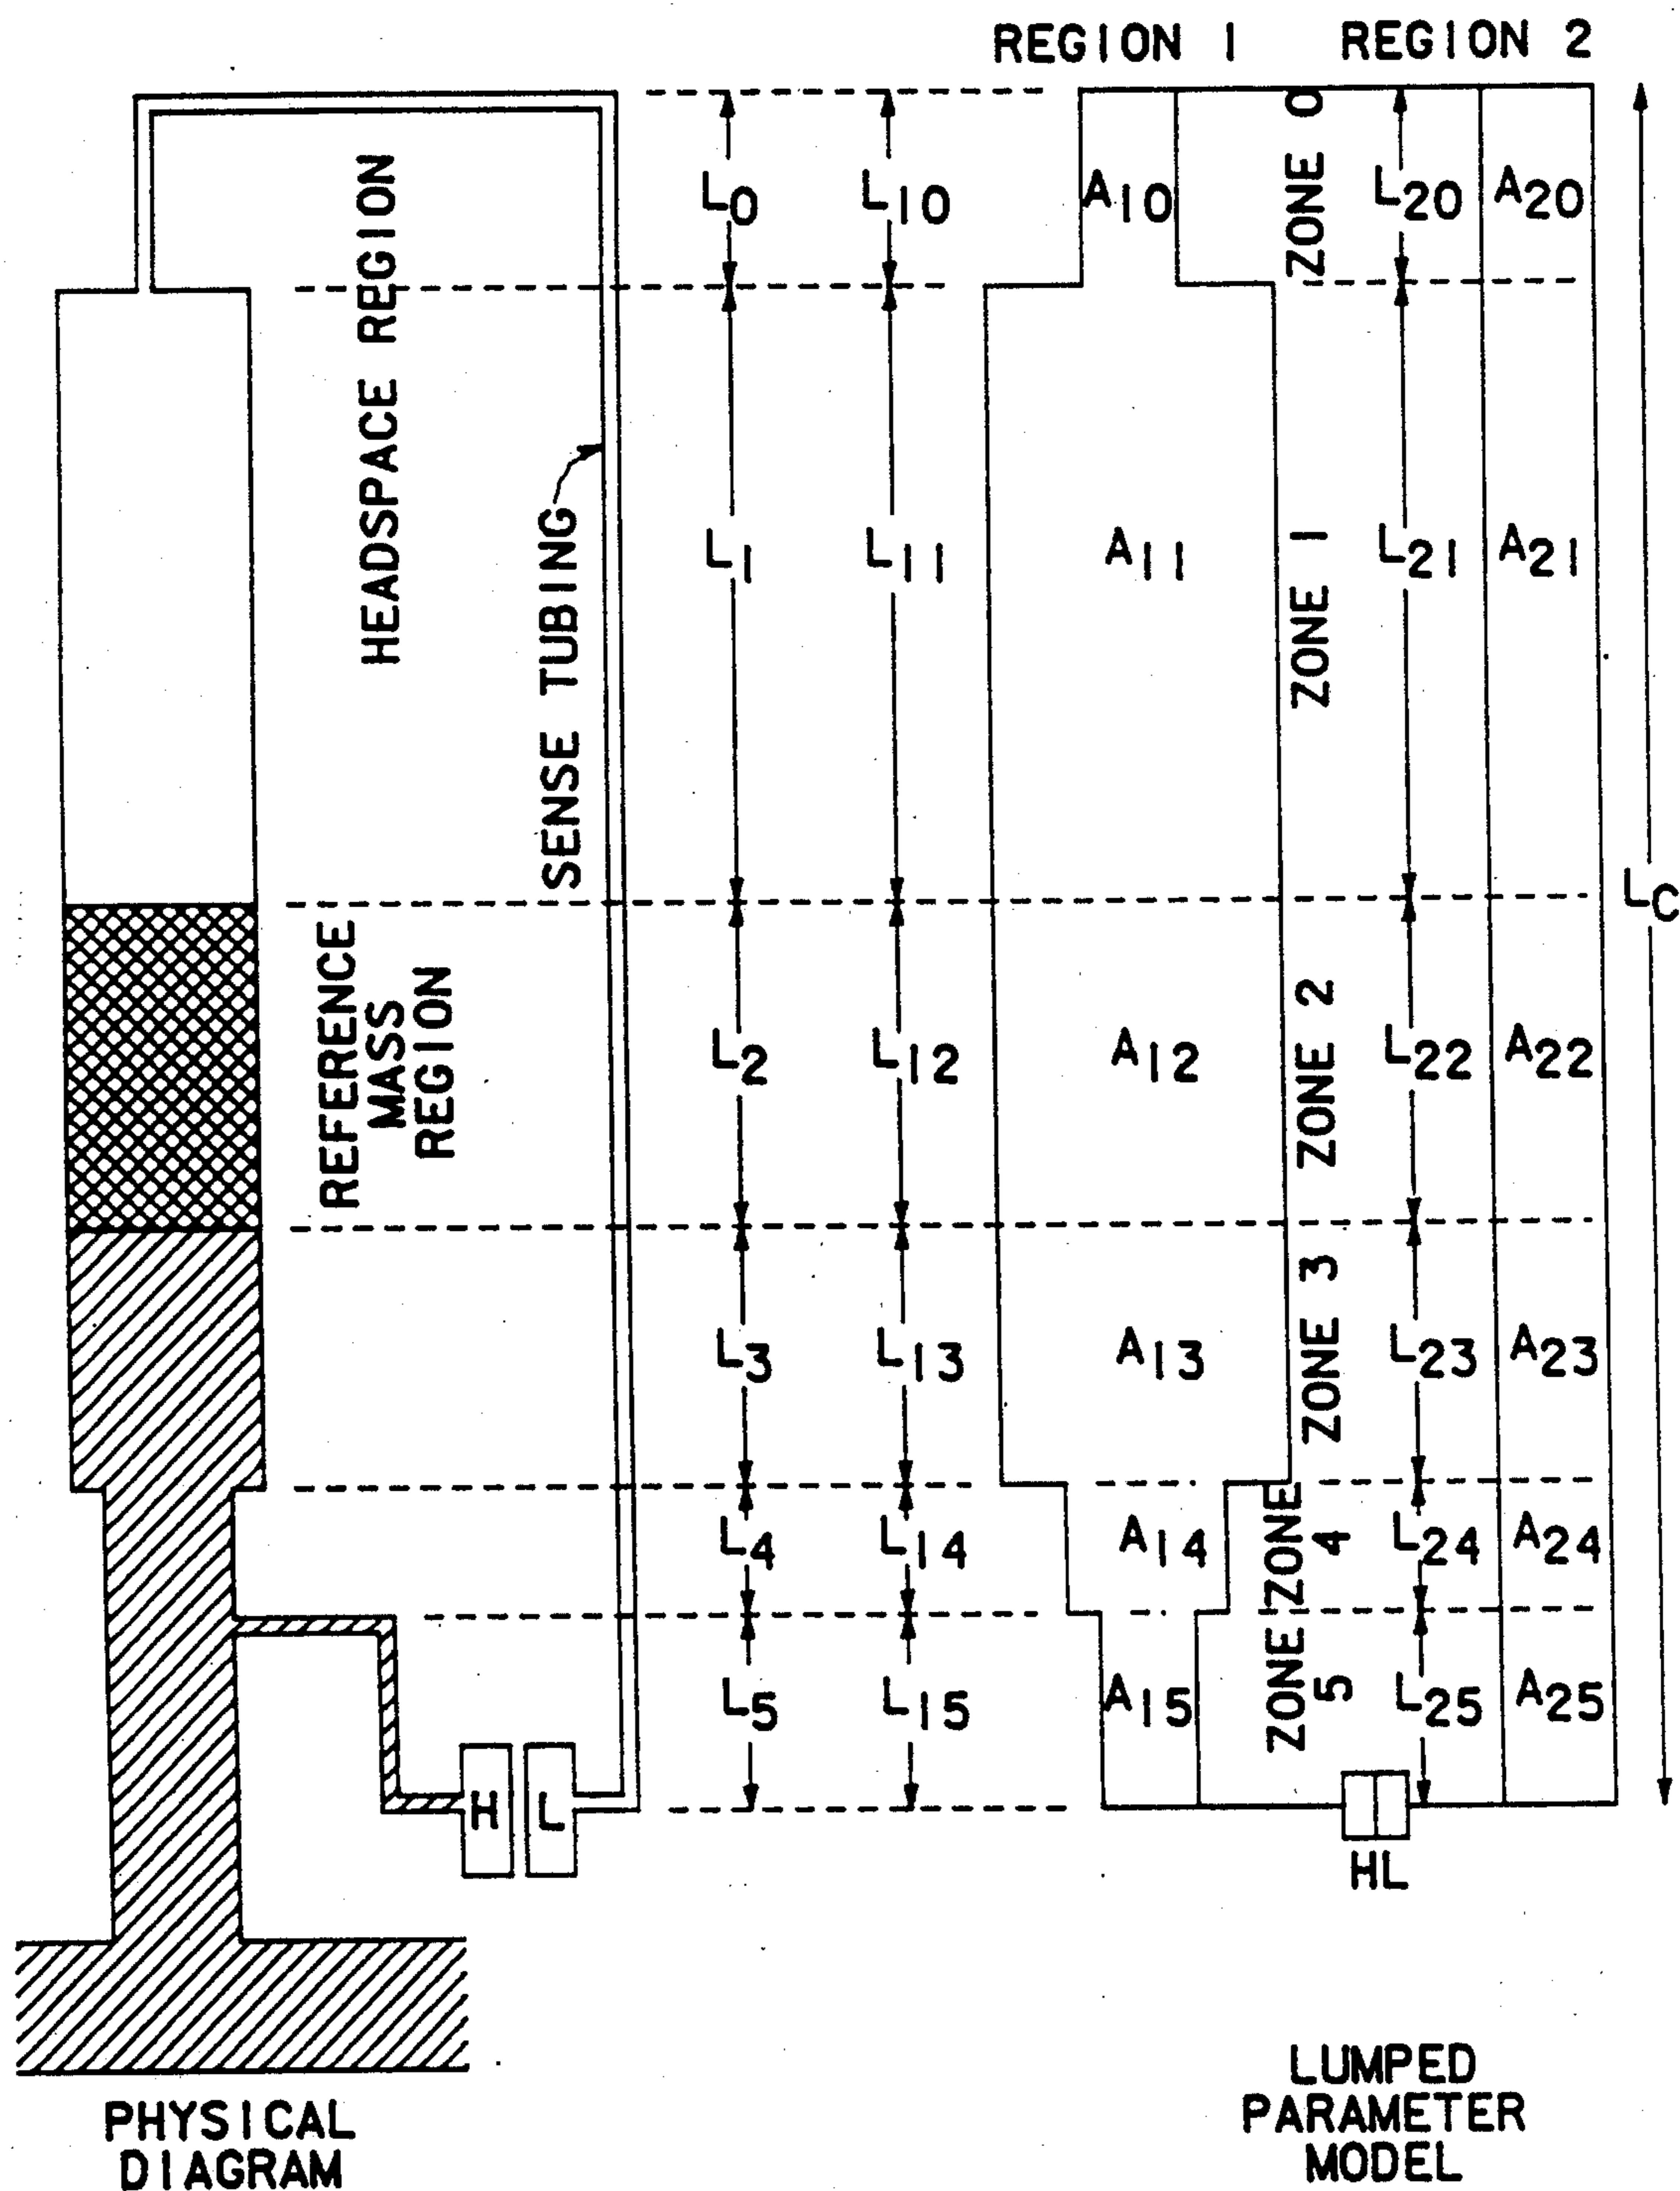 REGION 1 REGION 2
L0 L10 A10 ZONE 0 L20 A20
HEADSPACE REGION
SENSE TUBING
L1 L11 A11 ZONE 1 L21 A21
LC
REFERENCE
MASS
REGION
L2 L12 A12 ZONE 2 L22 A22
L3 L13 A13 ZONE 3 L23 A23
L4 L14 A14 ZONE 4 L24 A24
L5 L15 A15 ZONE 5 L25 A25
H L
HL
PHYSICAL
DIAGRAM
LUMPED
PARAMETER
MODEL